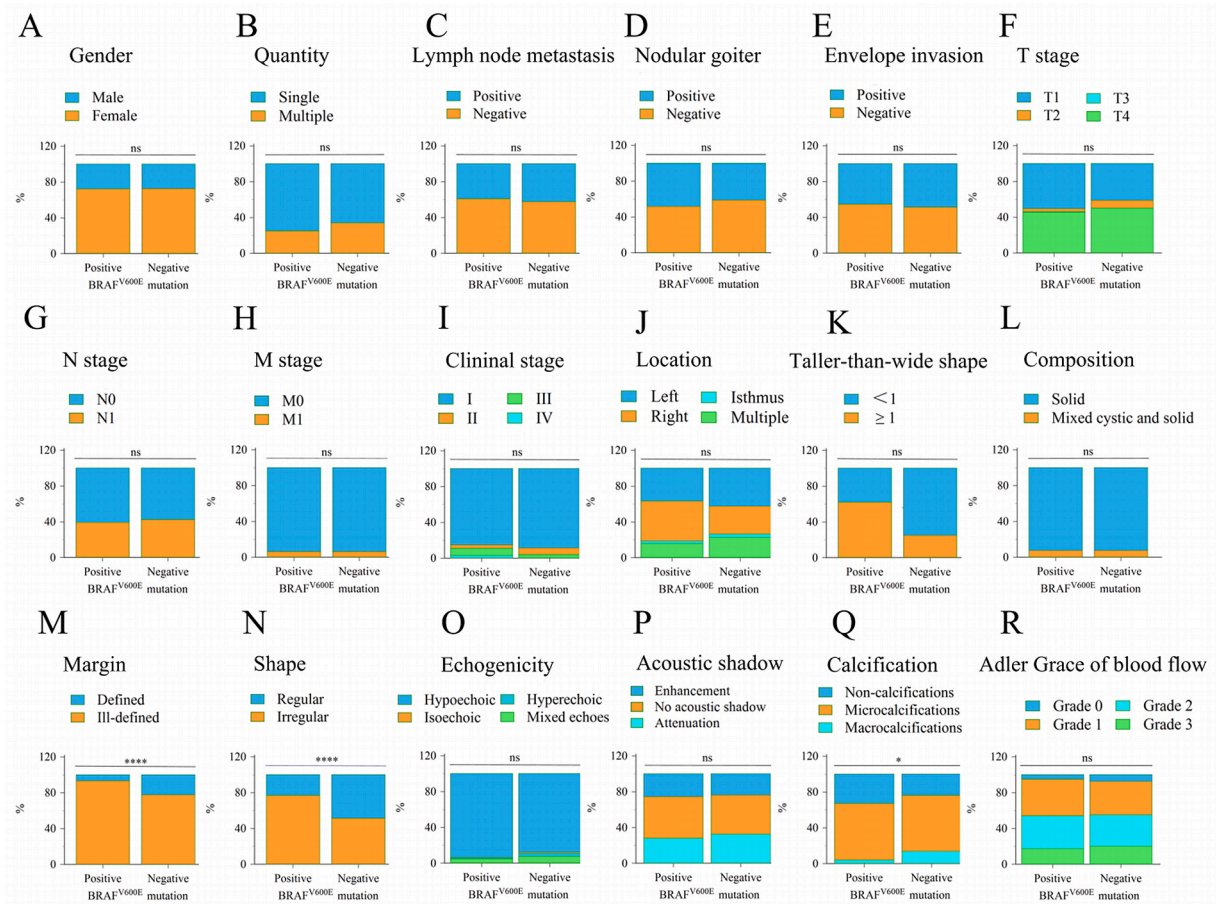 A
B
C
D
E
F
Gender
Quantity
Lymph node metastasis
Nodular goiter
Envelope invasion
T stage
Male
Female
Single
Multiple
Positive
Negative
Positive
Negative
Positive
Negative
T1
T3
T2
T4
120
80
40
0
%
ns
Positive
Negative
BRAFV600E mutation
120
80
40
0
%
ns
Positive
Negative
BRAFV600E mutation
120
80
40
0
%
ns
Positive
Negative
BRAFV600E mutation
120
80
40
0
%
ns
Positive
Negative
BRAFV600E mutation
120
80
40
0
%
ns
Positive
Negative
BRAFV600E mutation
120
80
40
0
%
ns
Positive
Negative
BRAFV600E mutation
G
H
I
J
K
L
N stage
M stage
Clininal stage
Location
Taller-than-wide shape
Composition
N0
N1
M0
M1
I
III
II
IV
Left
Isthmus
Right
Multiple
<1
≥1
Solid
Mixed cystic and solid
120
80
40
0
%
ns
Positive
Negative
BRAFV600E mutation
120
80
40
0
%
ns
Positive
Negative
BRAFV600E mutation
120
80
40
0
%
ns
Positive
Negative
BRAFV600E mutation
120
80
40
0
%
ns
Positive
Negative
BRAFV600E mutation
120
80
40
0
%
ns
Positive
Negative
BRAFV600E mutation
120
80
40
0
%
ns
Positive
Negative
BRAFV600E mutation
M
N
O
P
Q
R
Margin
Shape
Echogenicity
Acoustic shadow
Calcification
Adler Grace of blood flow
Defined
Ill-defined
Regular
Irregular
Hypoechoic
Hyperechoic
Isoechoic
Mixed echoes
Enhancement
No acoustic shadow
Attenuation
Non-calcifications
Microcalcifications
Macrocalcifications
Grade 0
Grade 2
Grade 1
Grade 3
120
80
40
0
%
****
Positive
Negative
BRAFV600E mutation
120
80
40
0
%
****
Positive
Negative
BRAFV600E mutation
120
80
40
0
%
ns
Positive
Negative
BRAFV600E mutation
120
80
40
0
%
ns
Positive
Negative
BRAFV600E mutation
120
80
40
0
%
*
Positive
Negative
BRAFV600E mutation
120
80
40
0
%
ns
Positive
Negative
BRAFV600E mutation